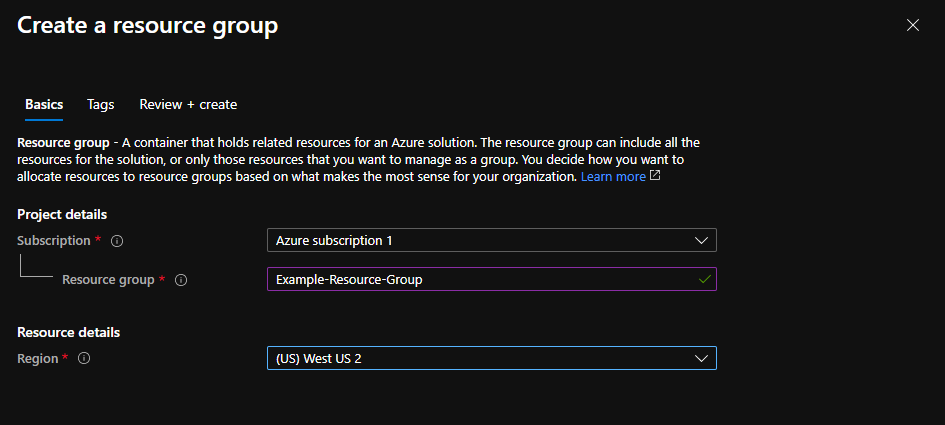 Create a resource group
Basics Tags Review + create
Resource group - A container that holds related resources for an Azure solution. The resource group can include all the
resources for the solution, or only those resources that you want to manage as a group. You decide how you want to
allocate resources to resource groups based on what makes the most sense for your organization. Learn more
Project details
Subscription * Azure subscription 1
Resource group * Example-Resource-Group
Resource details
Region * (US) West US 2